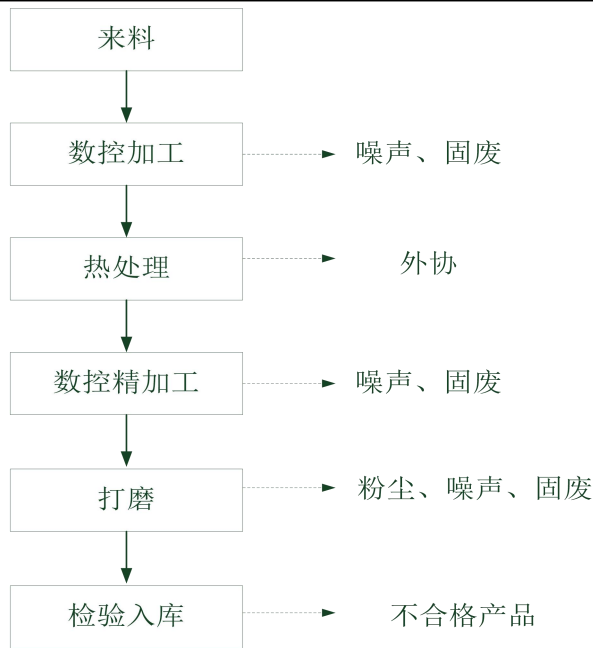 来料
数控加工
噪声、固废
热处理
外协
数控精加工
噪声、固废
打磨
粉尘、噪声、固废
检验入库
不合格产品